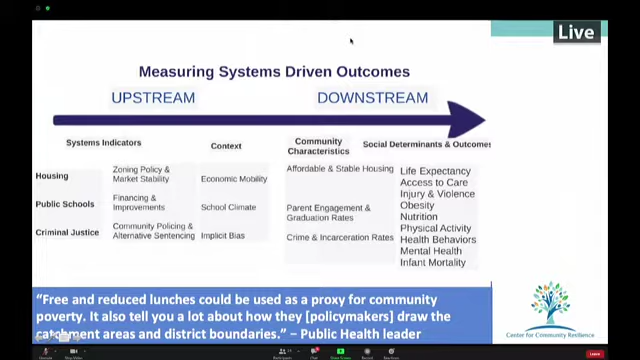 Live
Measuring Systems Driven Outcomes
UPSTREAM
DOWNSTREAM
Systems Indicators
Context
Community
Characteristics
Social Determinants & Outcomes
Housing
Zoning Policy &
Market Stability
Economic Mobility
Affordable & Stable Housing
Public Schools
Financing &
Improvements
School Climate
Parent Engagement &
Graduation Rates
Criminal Justice
Community Policing &
Alternative Sentencing
Implicit Bias
Crime & Incarceration Rates
Life Expectancy
Access to Care
Injury & Violence
Obesity
Nutrition
Physical Activity
Health Behaviors
Mental Health
Infant Mortality
“Free and reduced lunches could be used as a proxy for community
poverty. It also tell you a lot about how they [policymakers] draw the
catchment areas and district boundaries.” – Public Health leader
Center for Community Resilience